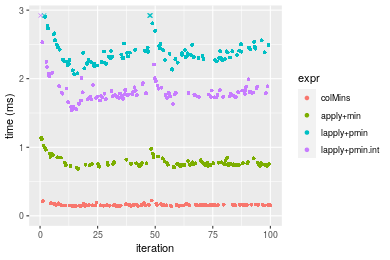 3
2
1
0
time (ms)
0
25
50
75
100
iteration
expr
colMins
apply+min
lapply+pmin
lapply+pmin.int